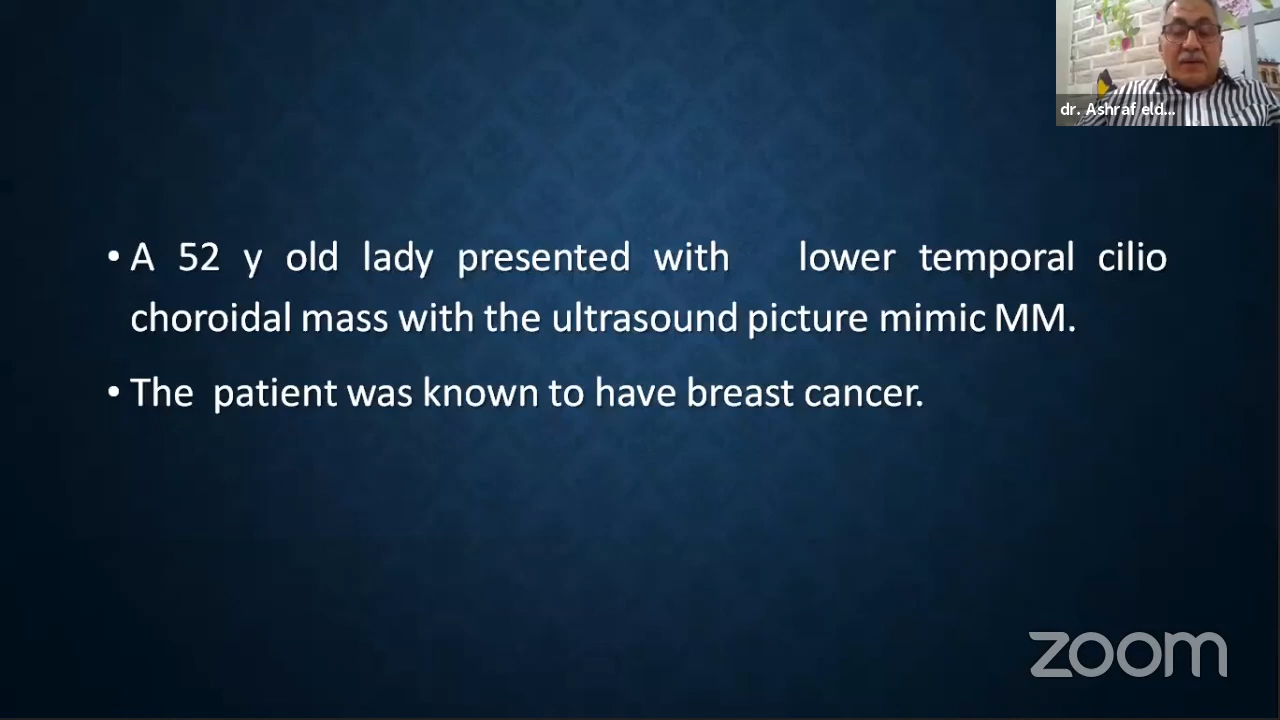 dr. Ashraf eld...
• A 52 y old lady presented with lower temporal cilio
choroidal mass with the ultrasound picture mimic MM.
• The patient was known to have breast cancer.
zoom